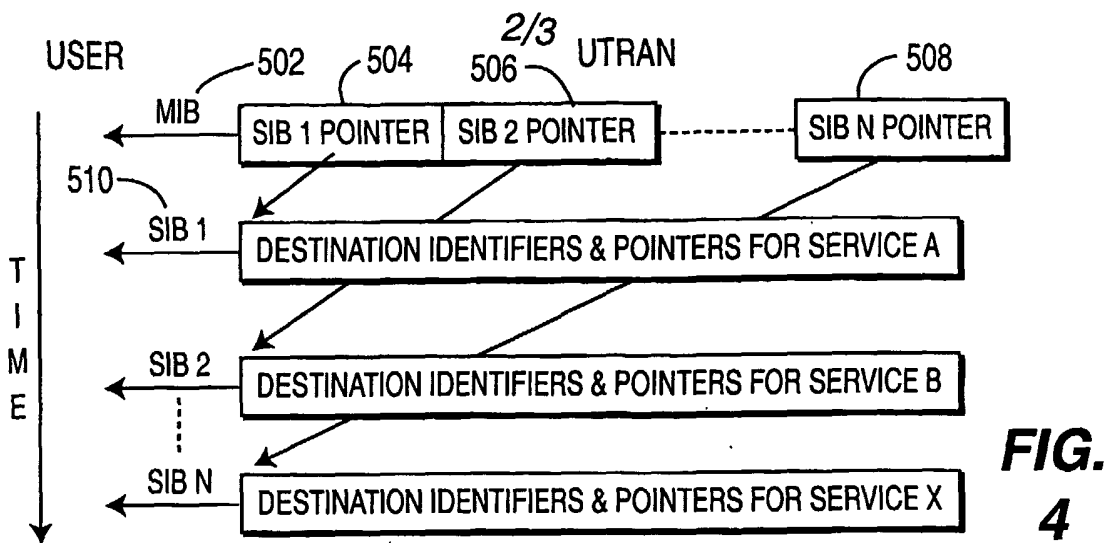 2/3
USER
UTRAN
502
504
506
508
MIB
SIB 1 POINTER
SIB 2 POINTER
SIB N POINTER
510
SIB 1
DESTINATION IDENTIFIERS & POINTERS FOR SERVICE A
TIME
SIB 2
DESTINATION IDENTIFIERS & POINTERS FOR SERVICE B
SIB N
DESTINATION IDENTIFIERS & POINTERS FOR SERVICE X
FIG.
4